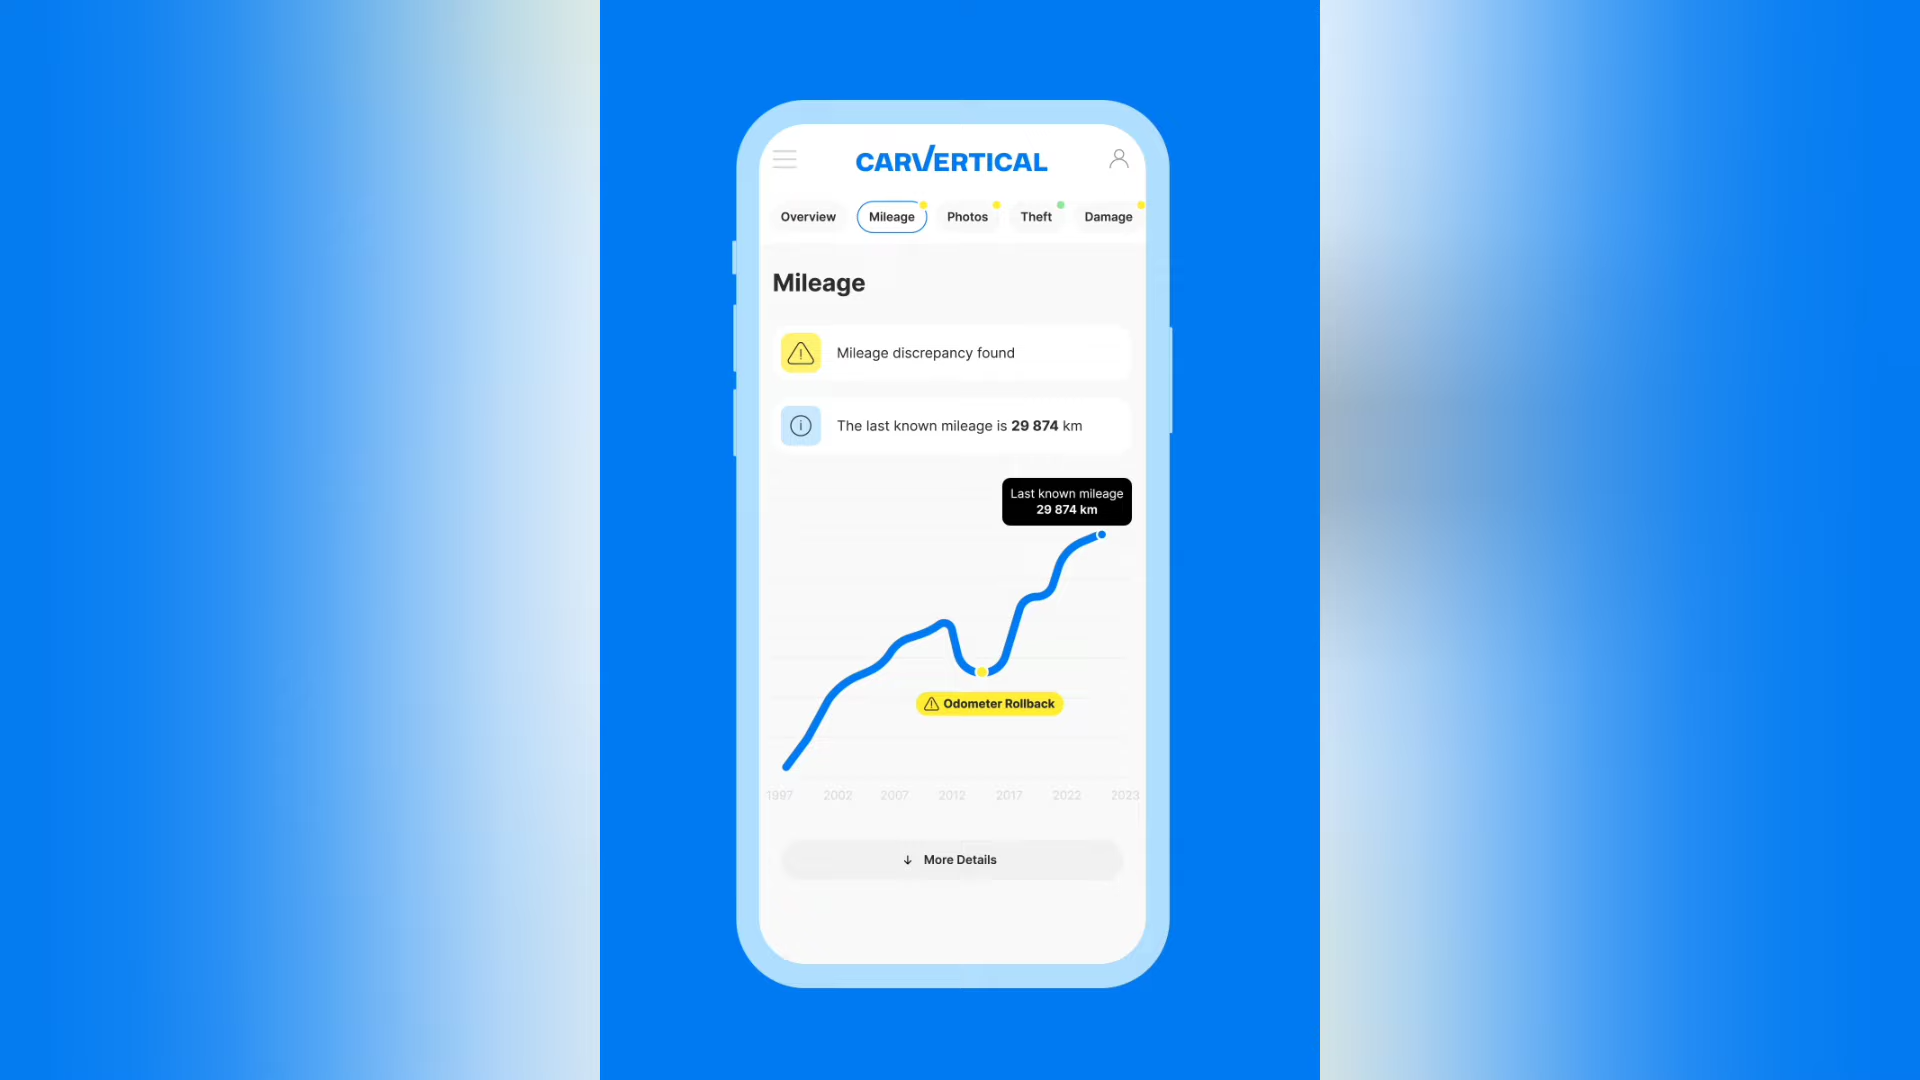 CARVERTICAL
Overview Mileage Photos Theft Damage
Mileage
Mileage discrepancy found
The last known mileage is 29 874 km
Last known mileage
29 874 km
Odometer Rollback
1997 2002 2007 2012 2017 2022 2023
More Details